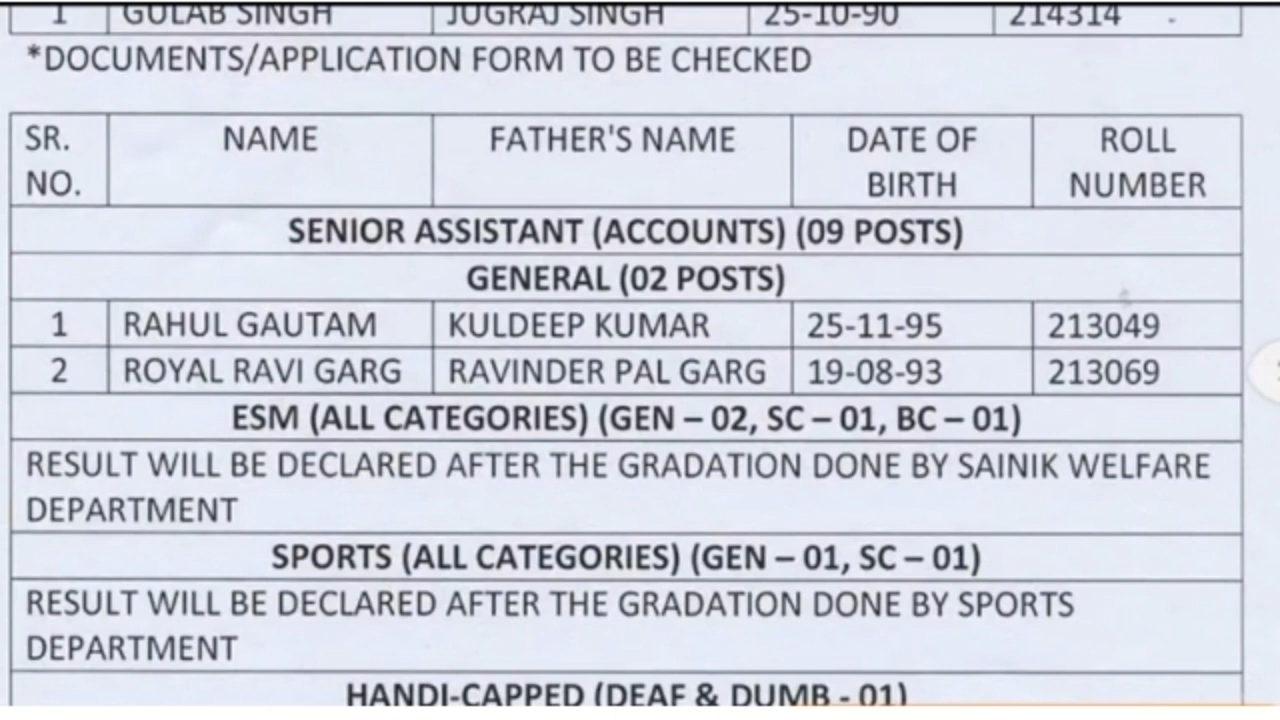 1 GULAB SINGH JUGRAJ SINGH 25-10-90 214314
*DOCUMENTS/APPLICATION FORM TO BE CHECKED
SR. NO. NAME FATHER'S NAME DATE OF BIRTH ROLL NUMBER
SENIOR ASSISTANT (ACCOUNTS) (09 POSTS)
GENERAL (02 POSTS)
1 RAHUL GAUTAM KULDEEP KUMAR 25-11-95 213049
2 ROYAL RAVI GARG RAVINDER PAL GARG 19-08-93 213069
ESM (ALL CATEGORIES) (GEN – 02, SC – 01, BC – 01)
RESULT WILL BE DECLARED AFTER THE GRADATION DONE BY SAINIK WELFARE
DEPARTMENT
SPORTS (ALL CATEGORIES) (GEN – 01, SC – 01)
RESULT WILL BE DECLARED AFTER THE GRADATION DONE BY SPORTS
DEPARTMENT
HANDI-CAPPED (DEAF & DUMB - 01)